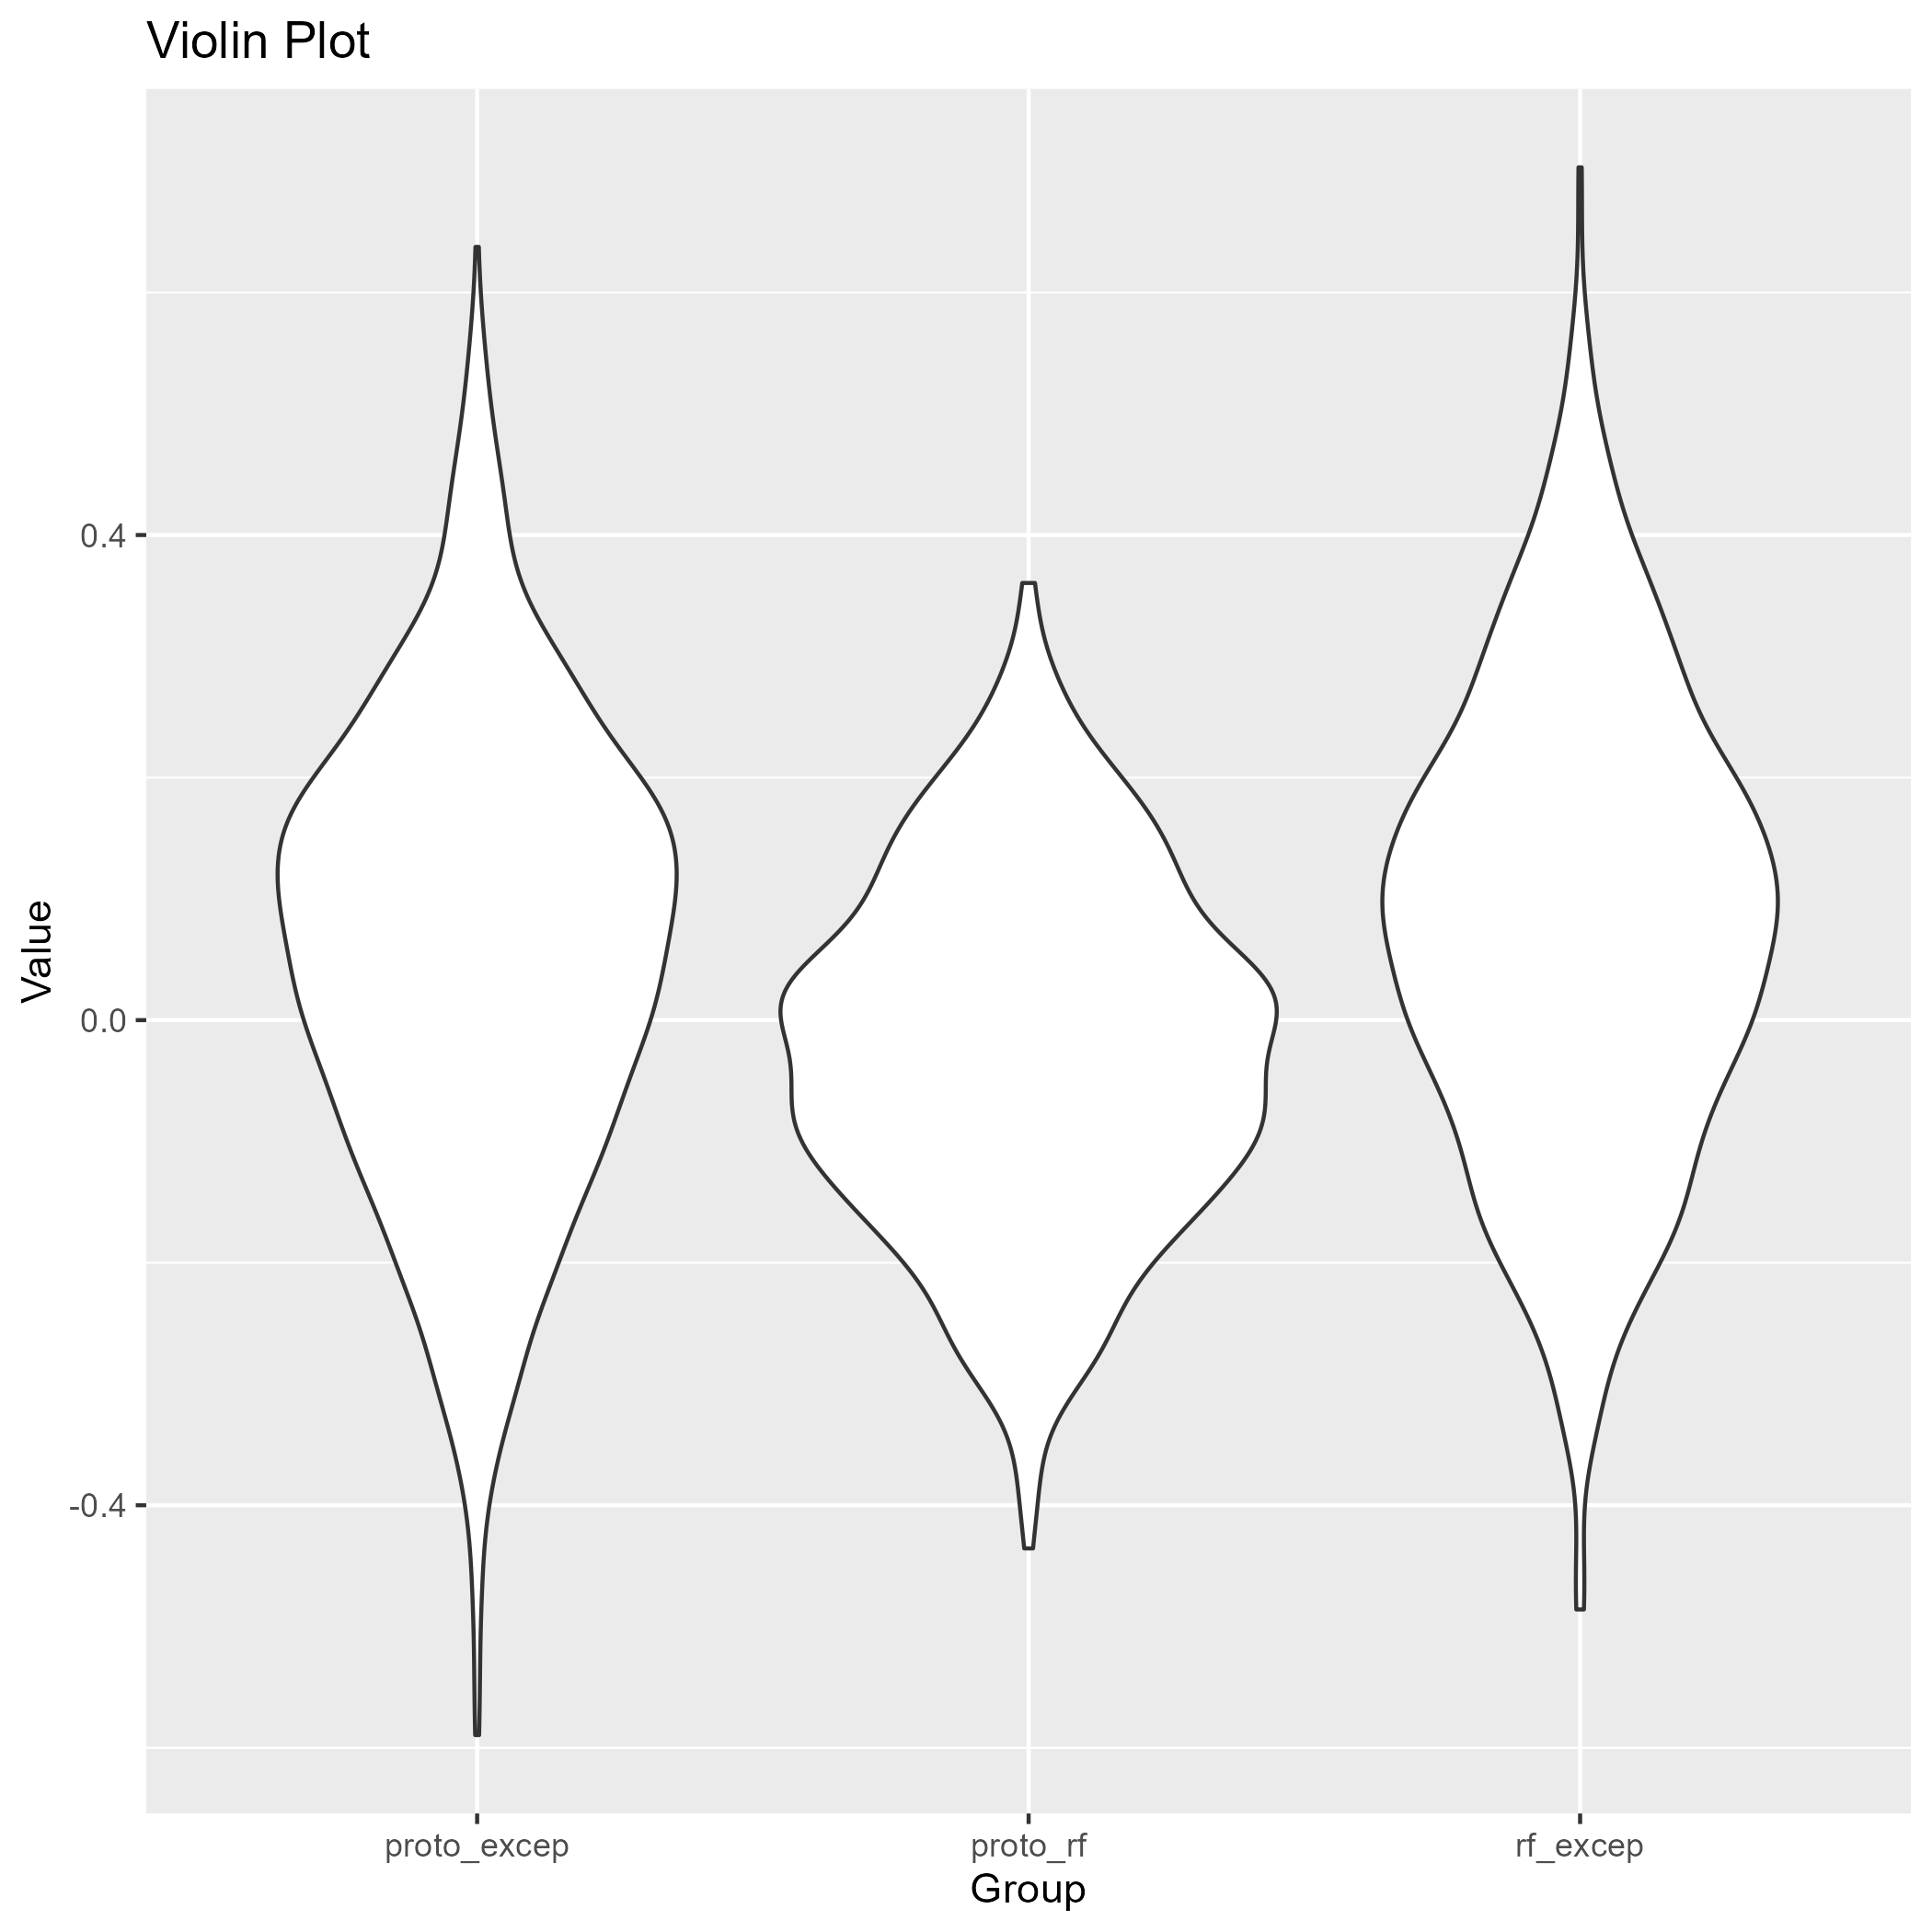 Violin Plot
Value
0.4
0.0
-0.4
proto_excep
proto_rf
rf_excep
Group